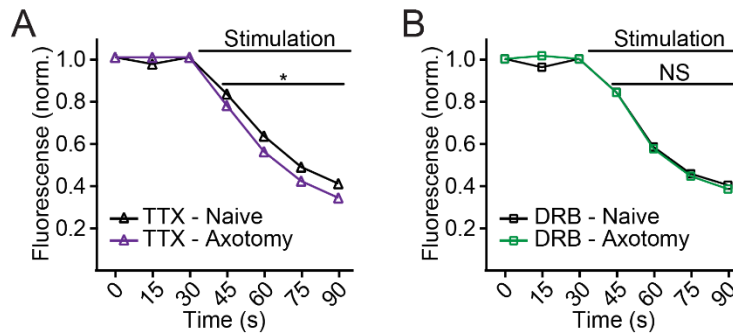 A
Stimulation
*
Fluorescense (norm.)
1.0
0.8
0.6
0.4
0.2
TTX - Naive
TTX - Axotomy
0 15 30 45 60 75 90
Time (s)
B
Stimulation
NS
Fluorescense (norm.)
1.0
0.8
0.6
0.4
0.2
DRB - Naive
DRB - Axotomy
0 15 30 45 60 75 90
Time (s)